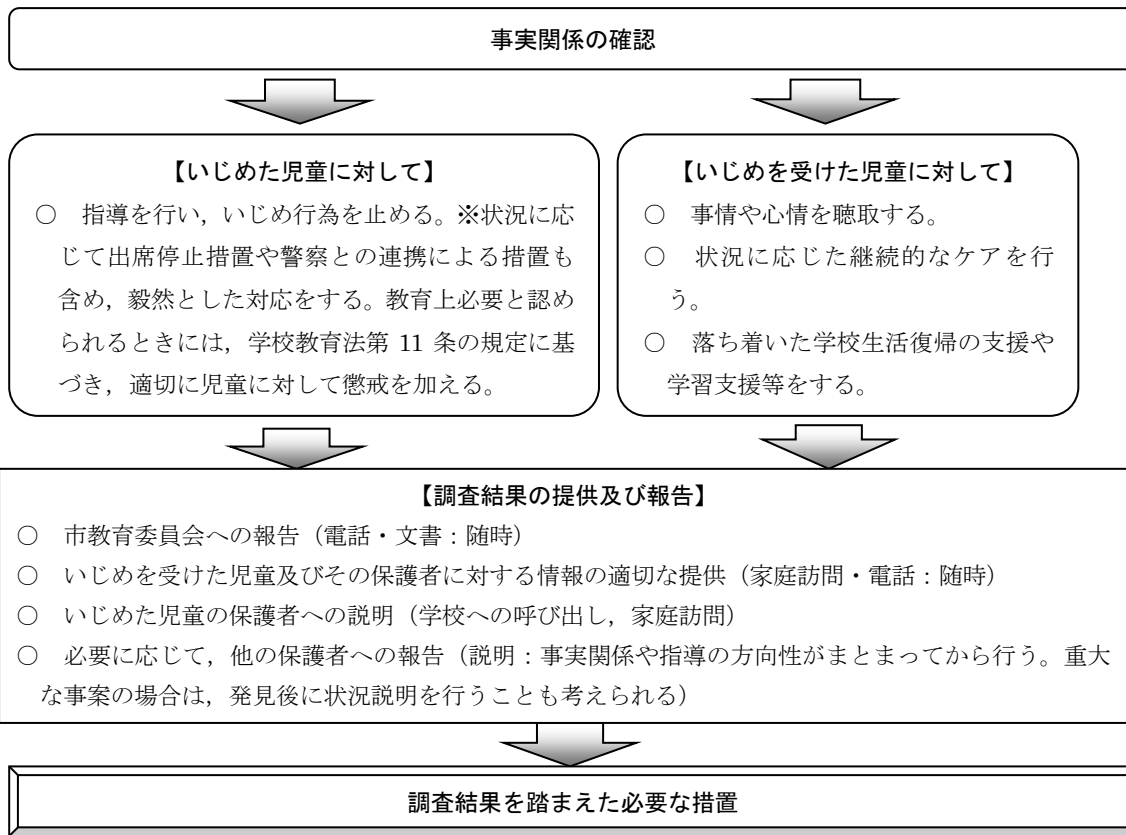 事実関係の確認
【いじめた児童に対して】
○　指導を行い，いじめ行為を止める。※状況に応
じて出席停止措置や警察との連携による措置も
含め，毅然とした対応をする。教育上必要と認め
られるときには，学校教育法第 11 条の規定に基
づき，適切に児童に対して懲戒を加える。
【いじめを受けた児童に対して】
○　事情や心情を聴取する。
○　状況に応じた継続的なケアを行
う。
○　落ち着いた学校生活復帰の支援や
学習支援等をする。
【調査結果の提供及び報告】
○　市教育委員会への報告（電話・文書：随時）
○　いじめを受けた児童及びその保護者に対する情報の適切な提供（家庭訪問・電話：随時）
○　いじめた児童の保護者への説明（学校への呼び出し，家庭訪問）
○　必要に応じて，他の保護者への報告（説明：事実関係や指導の方向性がまとまってから行う。重大
な事案の場合は，発見後に状況説明を行うことも考えられる）
調査結果を踏まえた必要な措置